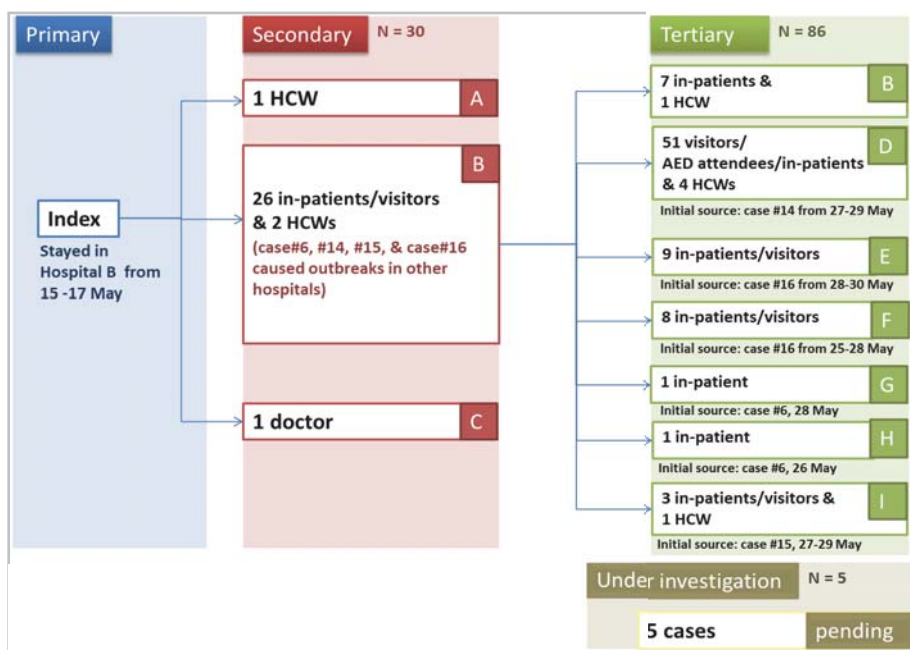 Primary
Index
Stayed in
Hospital B from
15 -17 May
Secondary N = 30
1 HCW A
B
26 in-patients/visitors
& 2 HCWs
(case#6, #14, #15, & case#16
caused outbreaks in other
hospitals)
1 doctor C
Tertiary N = 86
7 in-patients & B
1 HCW
51 visitors/ D
AED attendees/in-patients
& 4 HCWs
Initial source: case #14 from 27-29 May
9 in-patients/visitors E
Initial source: case #16 from 28-30 May
8 in-patients/visitors F
Initial source: case #16 from 25-28 May
1 in-patient G
Initial source: case #6, 28 May
1 in-patient H
Initial source: case #6, 26 May
3 in-patients/visitors & I
1 HCW
Initial source: case #15, 27-29 May
Under investigation N = 5
5 cases pending